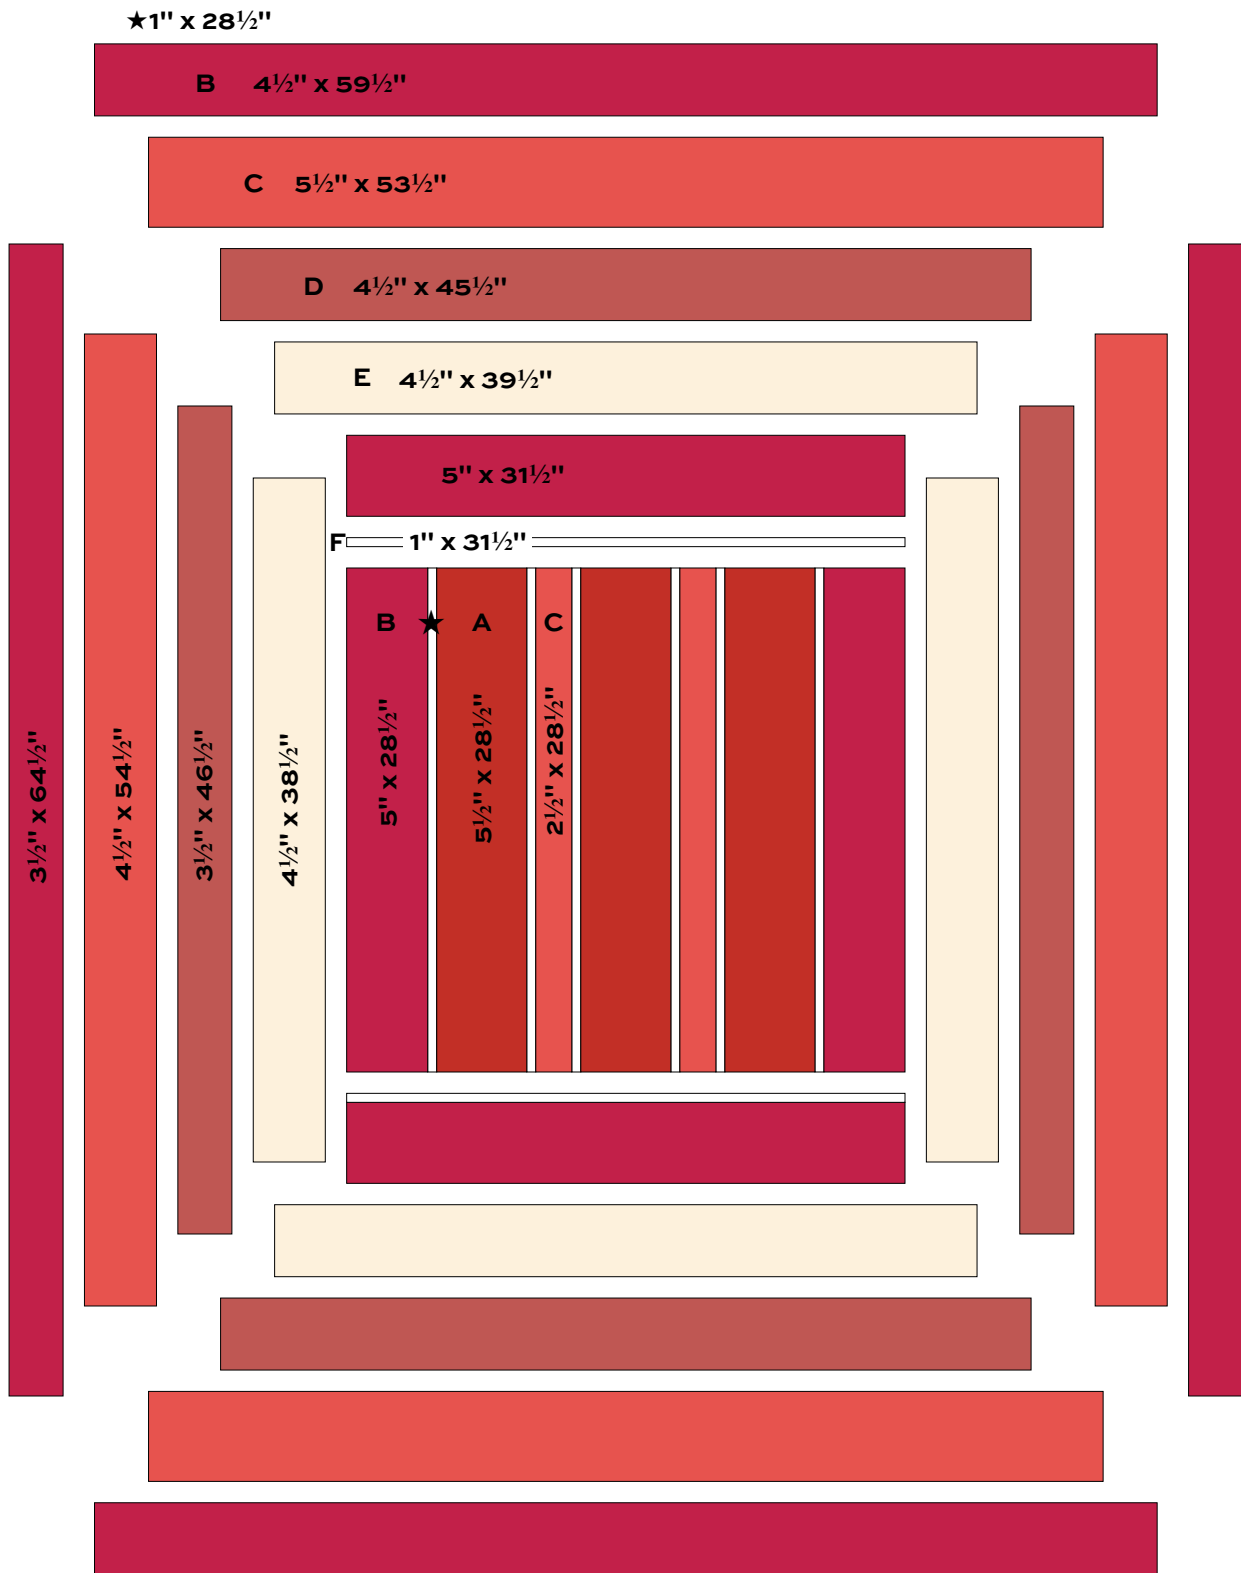 ★1" x 28½"
B 4½" x 59½"
C 5½" x 53½"
D 4½" x 45½"
E 4½" x 39½"
5" x 31½"
F 1" x 31½"
B ★ A C
3½" x 64½"
4½" x 54½"
3½" x 46½"
4½" x 38½"
5" x 28½"
5½" x 28½"
2½" x 28½"